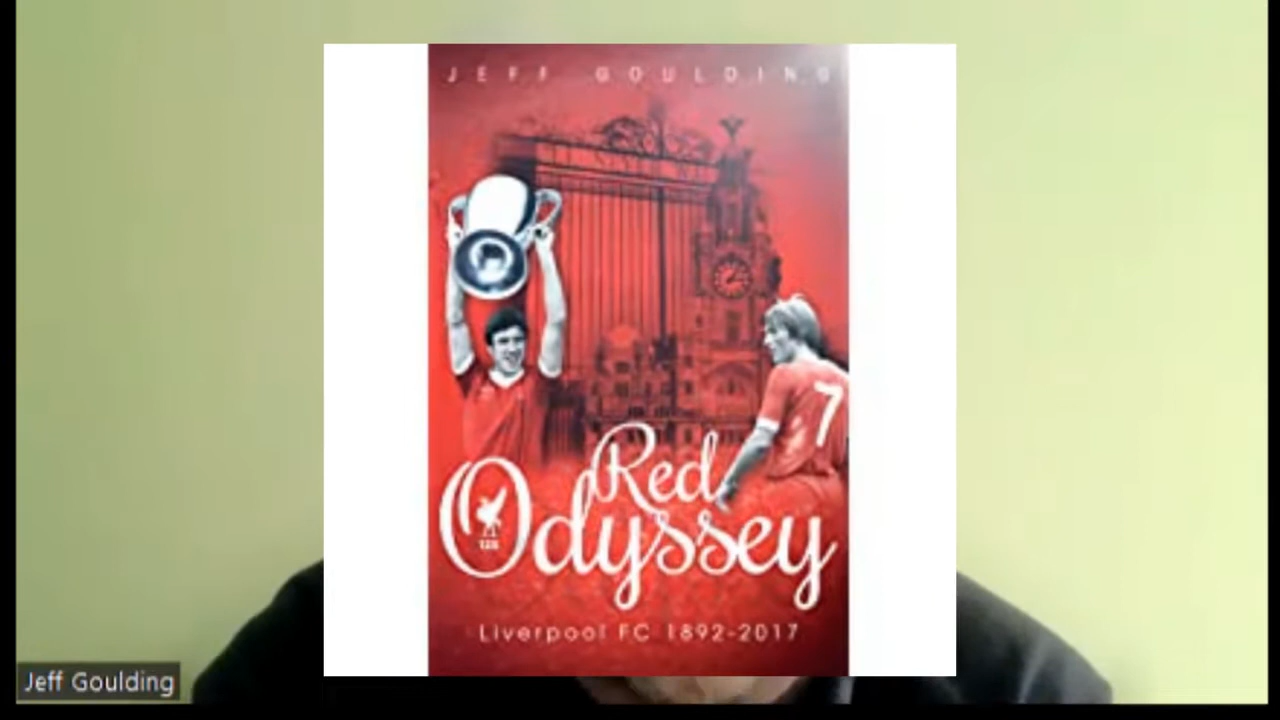 JEFF GOULDING
7
Red
Odyssey
Liverpool FC 1892-2017
Jeff Goulding